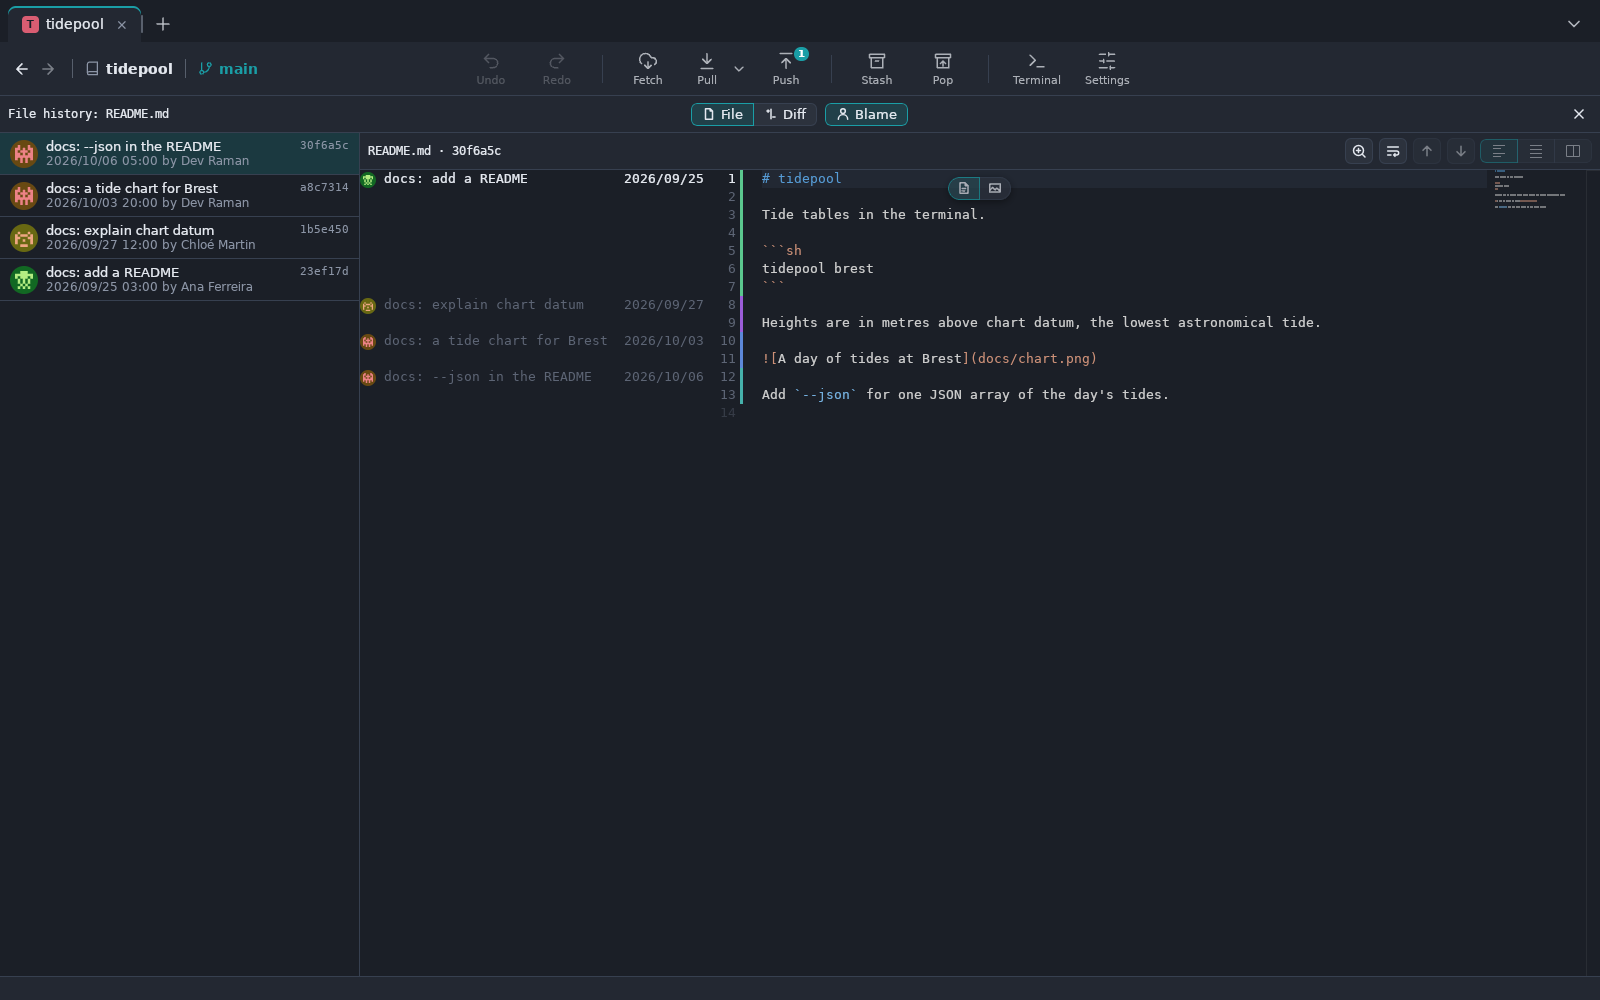 T tidepool
tidepool
main
Undo
Redo
Fetch
Pull
Push
1
Stash
Pop
Terminal
Settings
File history: README.md
File
Diff
Blame
docs: --json in the README 30f6a5c
2026/10/06 05:00 by Dev Raman
docs: a tide chart for Brest a8c7314
2026/10/03 20:00 by Dev Raman
docs: explain chart datum 1b5e450
2026/09/27 12:00 by Chloé Martin
docs: add a README 23ef17d
2026/09/25 03:00 by Ana Ferreira
README.md · 30f6a5c
docs: add a README 2026/09/25 1 # tidepool
2
3 Tide tables in the terminal.
4
5 ```sh
6 tidepool brest
7 ```
docs: explain chart datum 2026/09/27 8
9 Heights are in metres above chart datum, the lowest astronomical tide.
docs: a tide chart for Brest 2026/10/03 10
11 ![A day of tides at Brest](docs/chart.png)
docs: --json in the README 2026/10/06 12
13 Add `--json` for one JSON array of the day's tides.
14